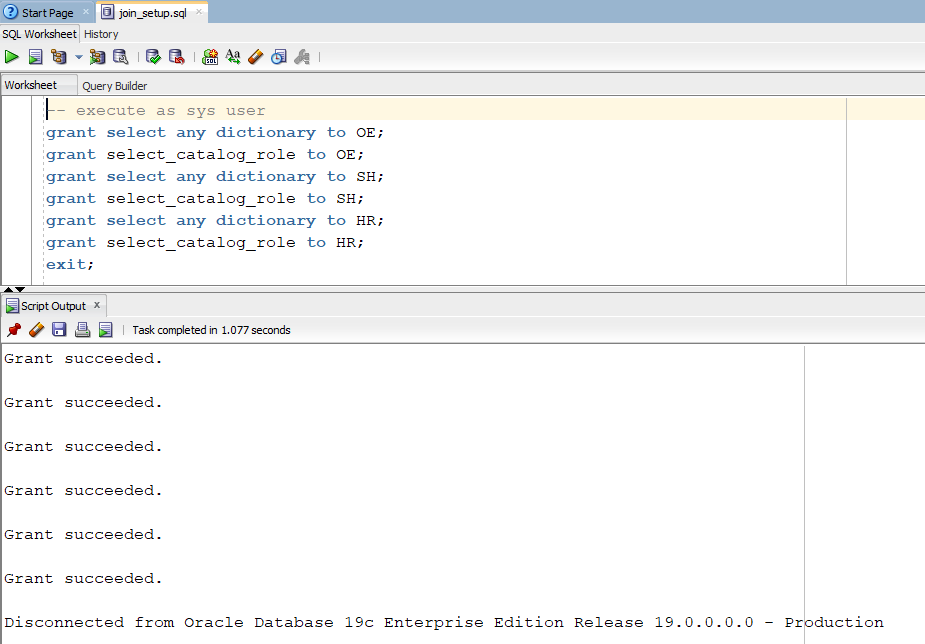 Start Page
join_setup.sql
SQL Worksheet History
Worksheet Query Builder
-- execute as sys user
grant select any dictionary to OE;
grant select_catalog_role to OE;
grant select any dictionary to SH;
grant select_catalog_role to SH;
grant select any dictionary to HR;
grant select_catalog_role to HR;
exit;
Script Output x
Task completed in 1.077 seconds
Grant succeeded.
Grant succeeded.
Grant succeeded.
Grant succeeded.
Grant succeeded.
Grant succeeded.
Disconnected from Oracle Database 19c Enterprise Edition Release 19.0.0.0.0 - Production